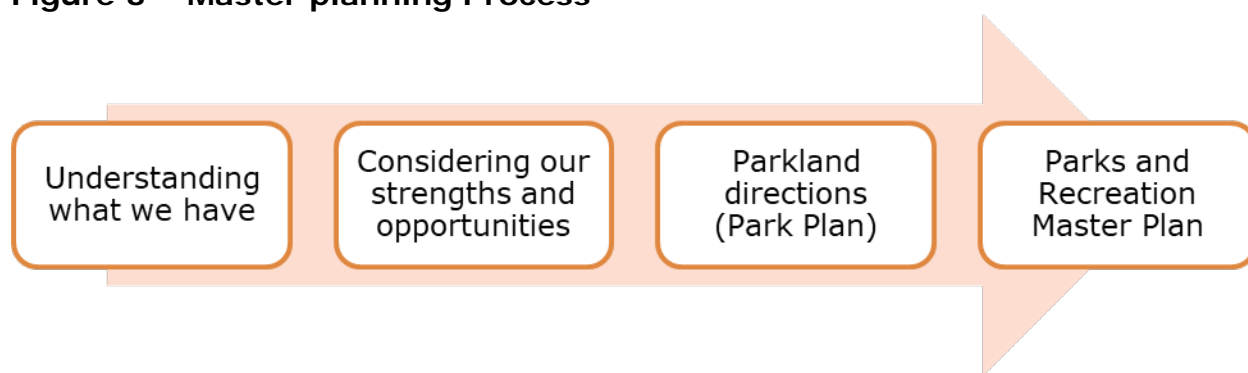 Figure
Master planning Process
Understanding
what we have
Considering our
strengths and
opportunities
Parkland
directions
(Park Plan)
Parks and
Recreation
Master Plan